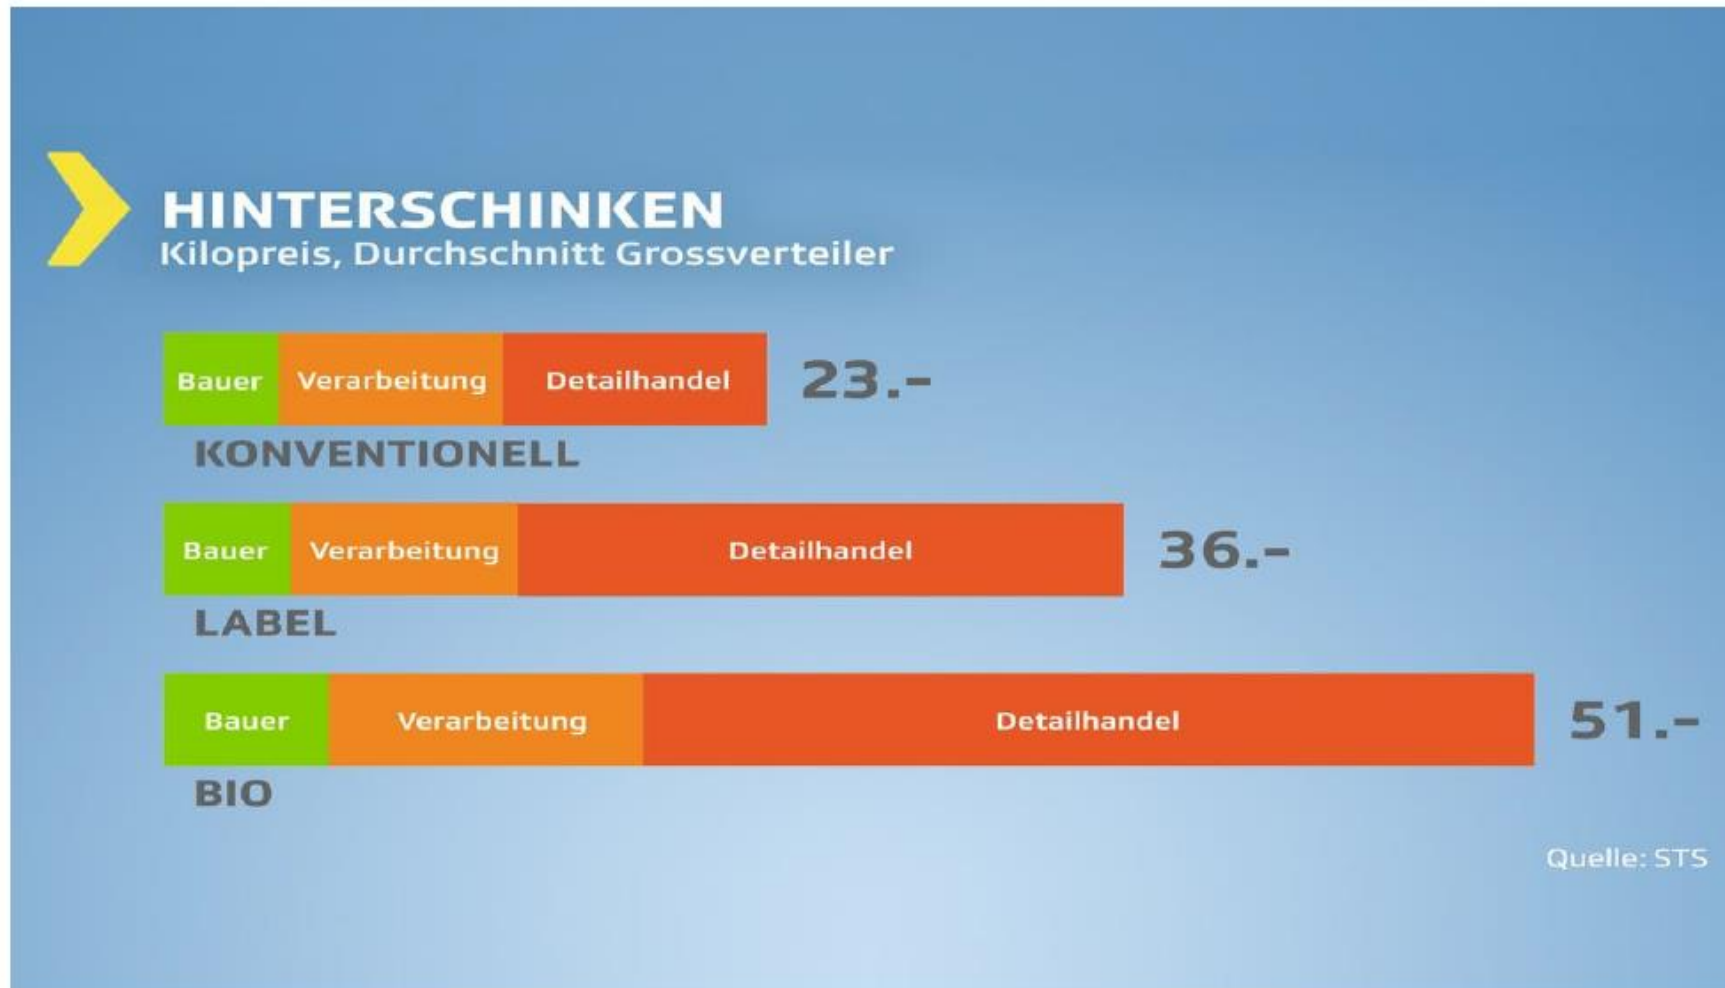 HINTERSCHINKEN
Kilopreis, Durchschnitt Grossverteiler
Bauer Verarbeitung Detailhandel 23.-
KONVENTIONELL
Bauer Verarbeitung Detailhandel 36.-
LABEL
Bauer Verarbeitung Detailhandel 51.-
BIO
Quelle: STS